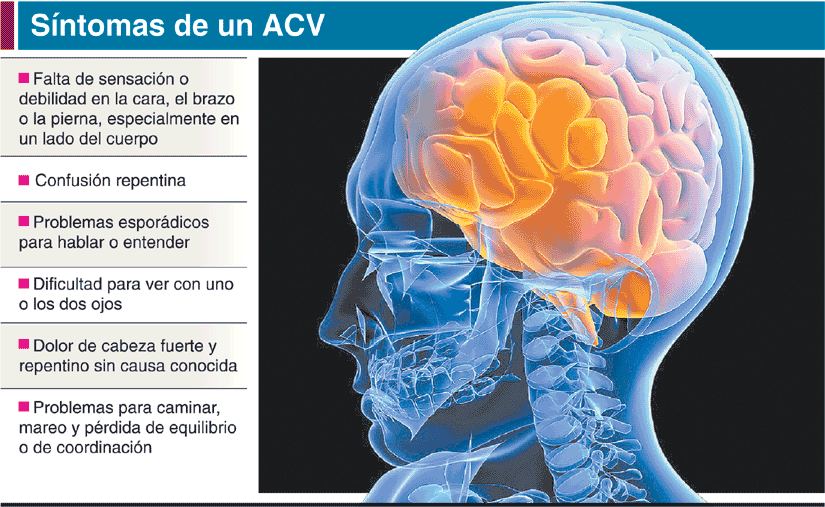 Síntomas de un ACV
Falta de sensación o
debilidad en la cara, el brazo
o la pierna, especialmente en
un lado del cuerpo
Confusión repentina
Problemas esporádicos
para hablar o entender
Dificultad para ver con uno
o los dos ojos
Dolor de cabeza fuerte y
repentino sin causa conocida
Problemas para caminar,
mareo y pérdida de equilibrio
o de coordinación